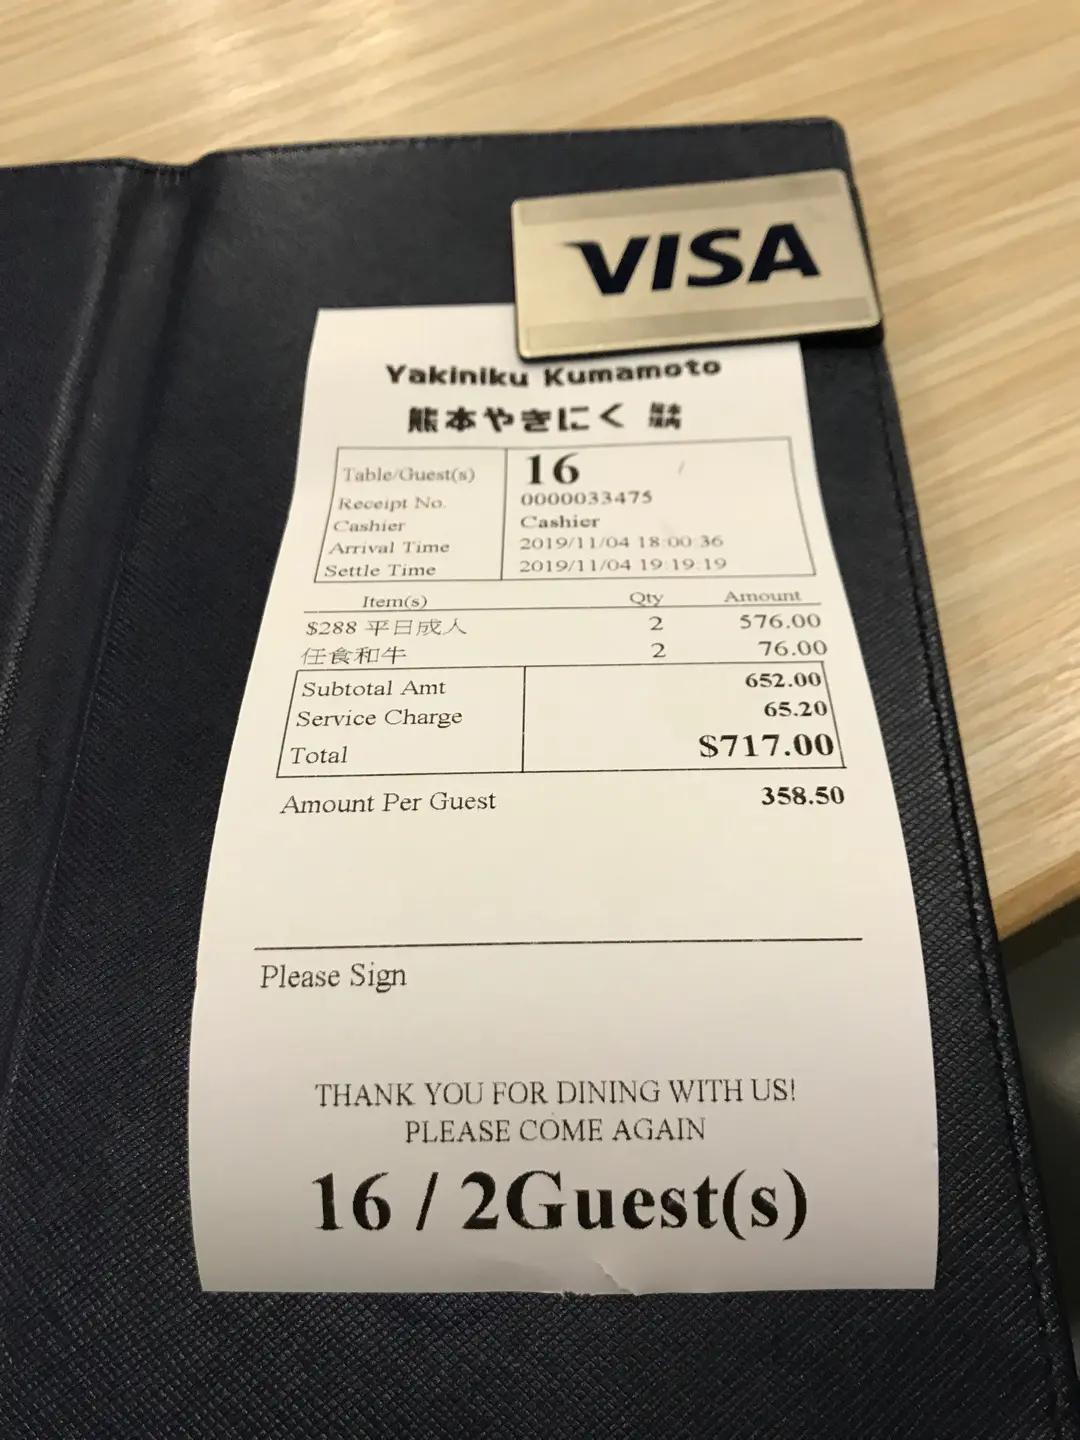 VISA
Yakiniku Kumamoto
熊本やきにく
Table/Guest(s) 16 /
Receipt No. 0000033475
Cashier Cashier
Arrival Time 2019/11/04 18:00:36
Settle Time 2019/11/04 19:19:19
Item(s) Qty Amount
$288 平日成人 2 576.00
任食和牛 2 76.00
Subtotal Amt 652.00
Service Charge 65.20
Total $717.00
Amount Per Guest 358.50
Please Sign
THANK YOU FOR DINING WITH US!
PLEASE COME AGAIN
16 / 2Guest(s)